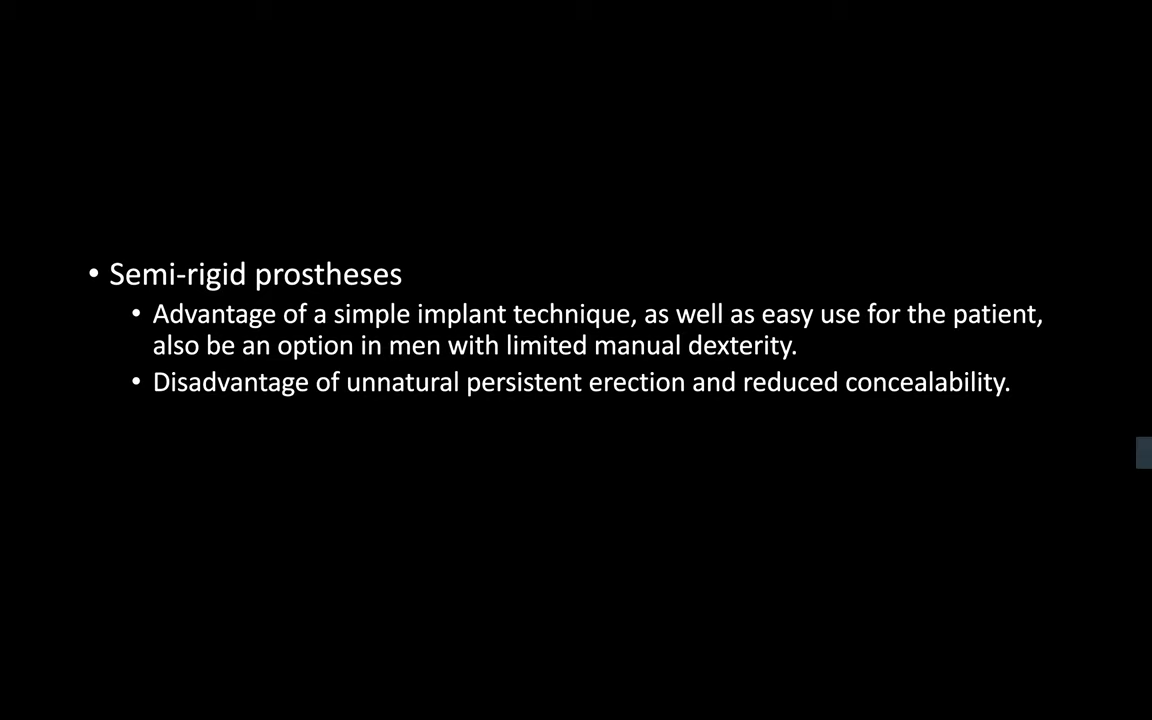 • Semi-rigid prostheses
• Advantage of a simple implant technique, as well as easy use for the patient,
also be an option in men with limited manual dexterity.
• Disadvantage of unnatural persistent erection and reduced concealability.